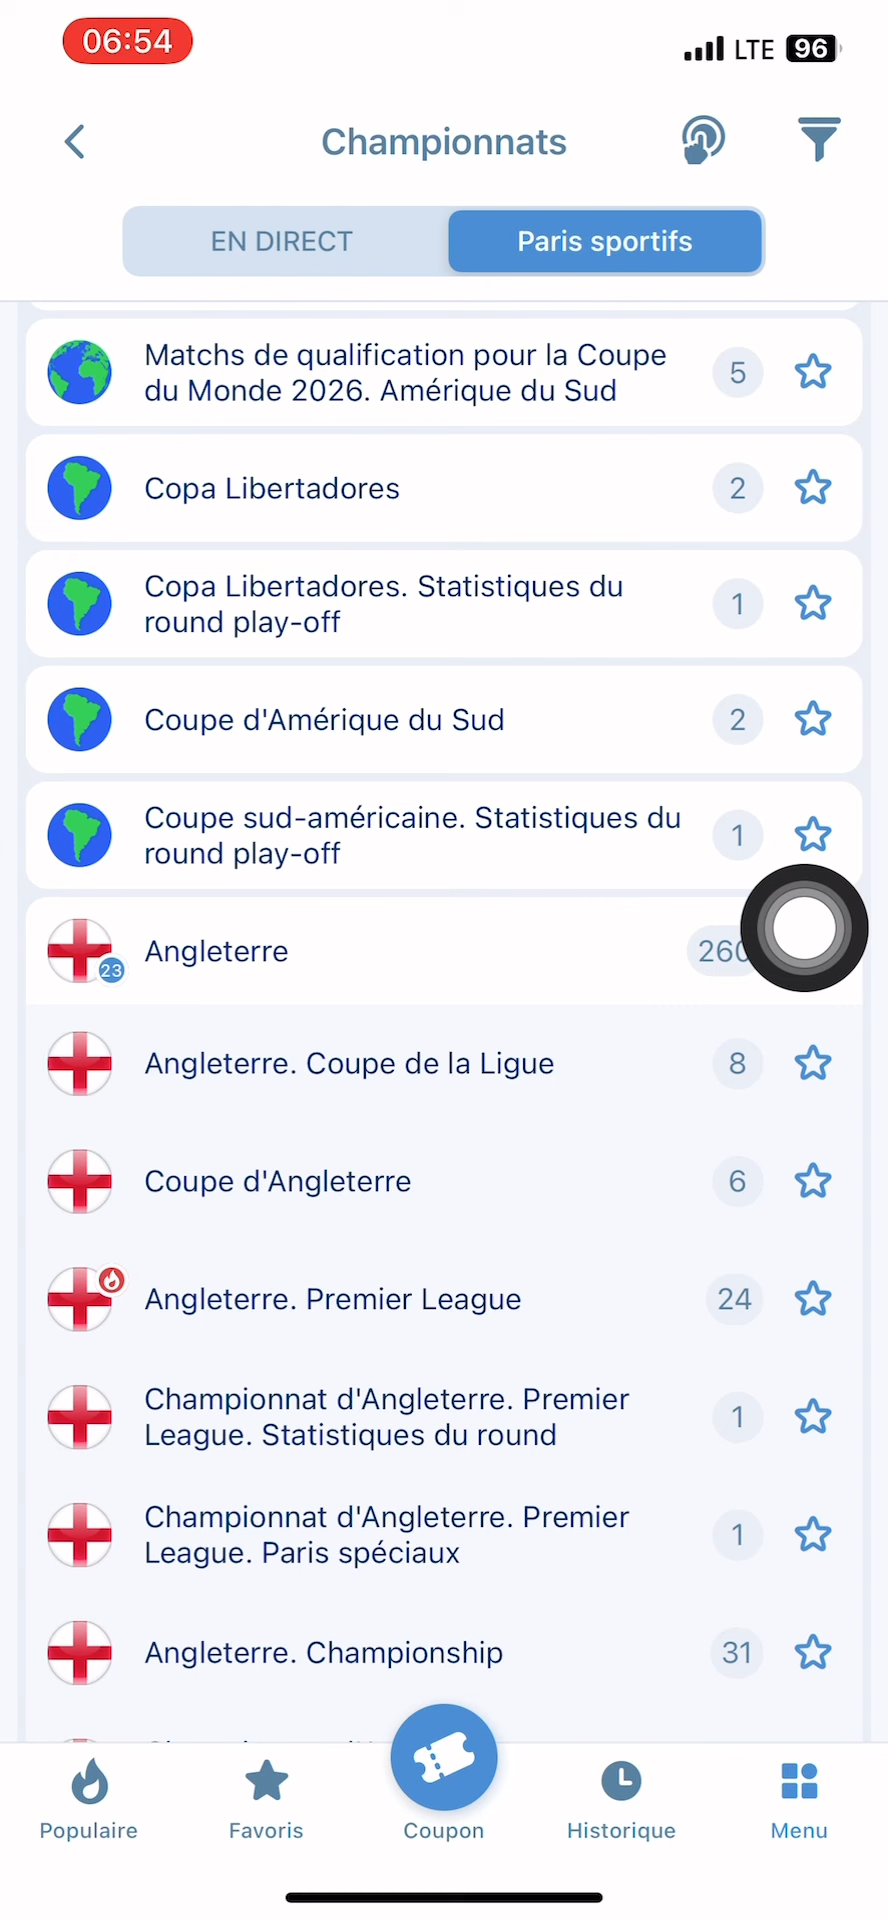 06:54
LTE 96
Championnats
EN DIRECT
Paris sportifs
Matchs de qualification pour la Coupe
du Monde 2026. Amérique du Sud
5
Copa Libertadores
2
Copa Libertadores. Statistiques du
round play-off
1
Coupe d'Amérique du Sud
2
Coupe sud-américaine. Statistiques du
round play-off
1
23
Angleterre
260
Angleterre. Coupe de la Ligue
8
Coupe d'Angleterre
6
Angleterre. Premier League
24
Championnat d'Angleterre. Premier
League. Statistiques du round
1
Championnat d'Angleterre. Premier
League. Paris spéciaux
1
Angleterre. Championship
31
Populaire
Favoris
Coupon
Historique
Menu